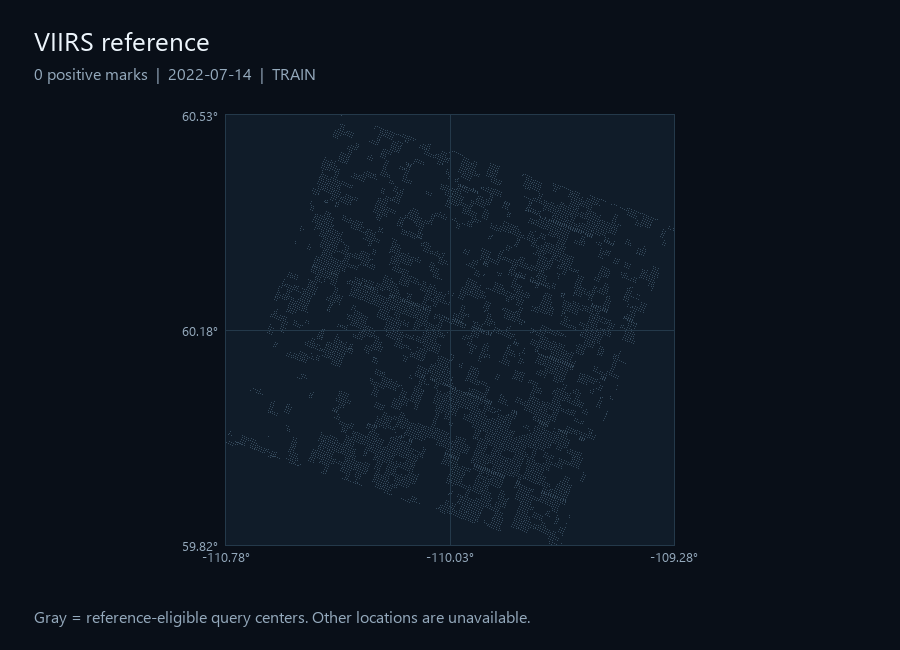 VIIRS reference
0 positive marks | 2022-07-14 | TRAIN
60.53°
60.18°
59.82°
-110.78° -110.03° -109.28°
Gray = reference-eligible query centers. Other locations are unavailable.